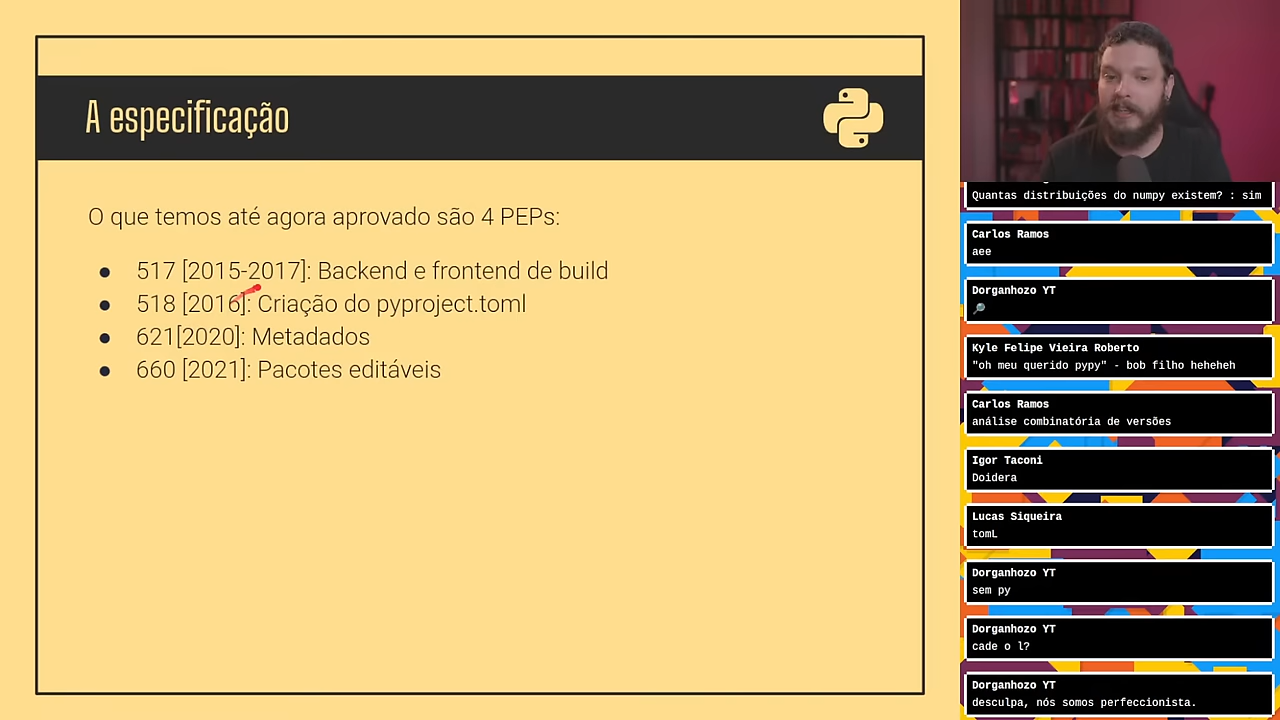 A especificação
O que temos até agora aprovado são 4 PEPs:
● 517 [2015-2017]: Backend e frontend de build
● 518 [2016]: Criação do pyproject.toml
● 621[2020]: Metadados
● 660 [2021]: Pacotes editáveis
Quantas distribuições do numpy existem? : sim
Carlos Ramos
aee
Dorganhozo YT
🔎
Kyle Felipe Vieira Roberto
"oh meu querido pypy" - bob filho heheheh
Carlos Ramos
análise combinatória de versões
Igor Taconi
Doidera
Lucas Siqueira
tomL
Dorganhozo YT
sem py
Dorganhozo YT
cade o l?
Dorganhozo YT
desculpa, nós somos perfeccionista.